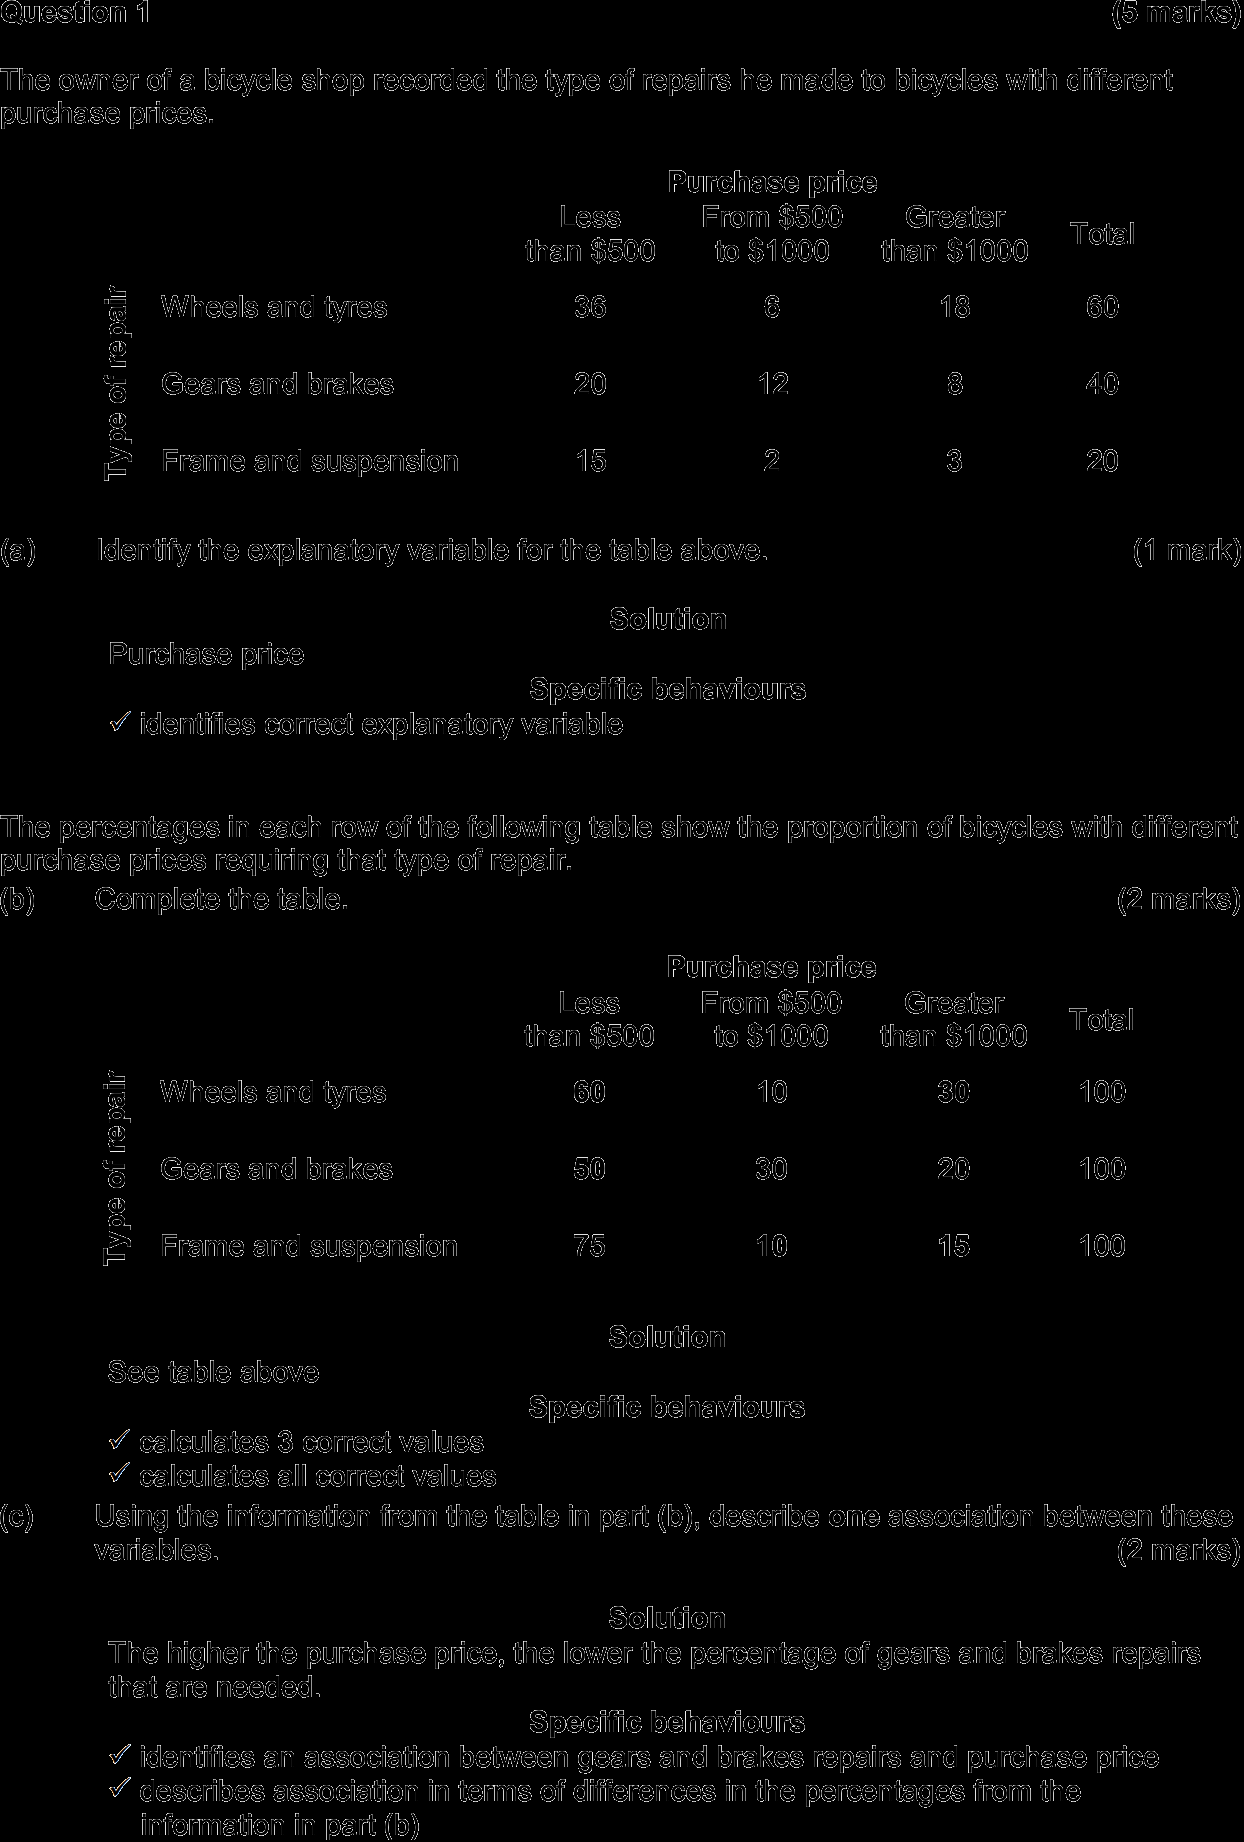 Question 1 (5 marks)
The owner of a bicycle shop recorded the type of repairs he made to bicycles with different
purchase prices.
Purchase price
Less than $500 From $500 to $1000 Greater than $1000 Total
Type of repair
Wheels and tyres 36 6 18 60
Gears and brakes 20 12 8 40
Frame and suspension 15 2 3 20
(a) Identify the explanatory variable for the table above. (1 mark)
Solution
Purchase price
Specific behaviours
✓ identifies correct explanatory variable
The percentages in each row of the following table show the proportion of bicycles with different
purchase prices requiring that type of repair.
(b) Complete the table. (2 marks)
Purchase price
Less than $500 From $500 to $1000 Greater than $1000 Total
Type of repair
Wheels and tyres 60 10 30 100
Gears and brakes 50 30 20 100
Frame and suspension 75 10 15 100
Solution
See table above
Specific behaviours
✓ calculates 3 correct values
✓ calculates all correct values
(c) Using the information from the table in part (b), describe one association between these
variables. (2 marks)
Solution
The higher the purchase price, the lower the percentage of gears and brakes repairs
that are needed.
Specific behaviours
✓ identifies an association between gears and brakes repairs and purchase price
✓ describes association in terms of differences in the percentages from the
information in part (b)